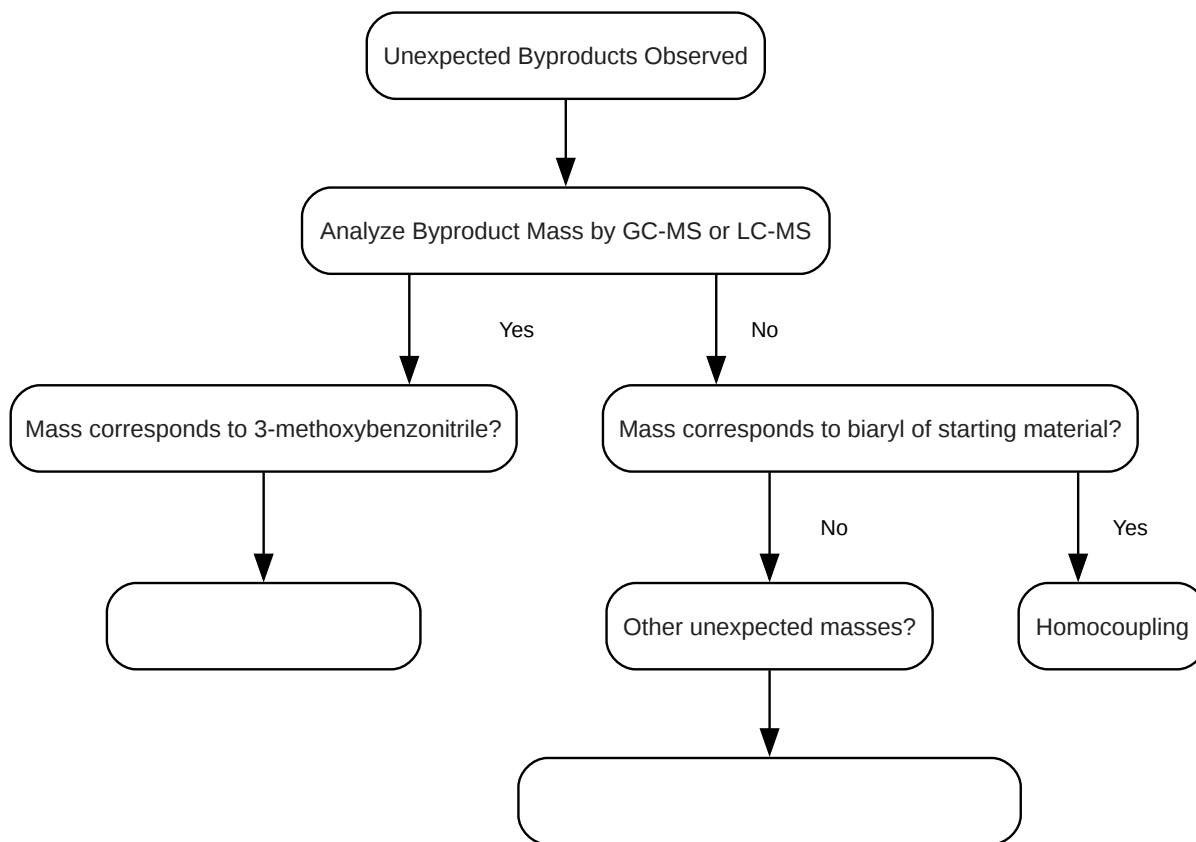 Unexpected Byproducts Observed
Analyze Byproduct Mass by GC-MS or LC-MS
Yes
No
Mass corresponds to 3-methoxybenzonitrile?
Mass corresponds to biaryl of starting material?
No
Yes
Other unexpected masses?
Homocoupling